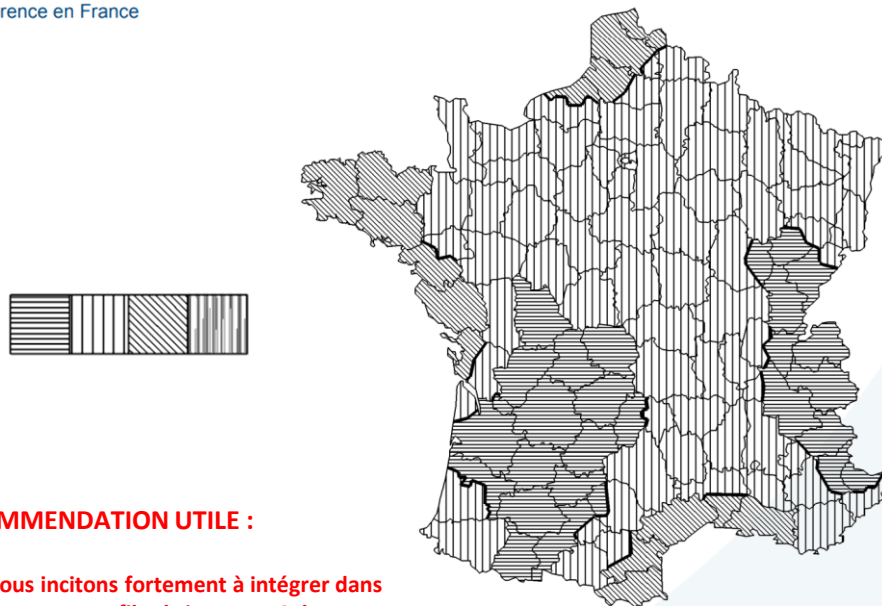 rence en France
MMENDATION UTILE :
ous incitons fortement à intégrer dans